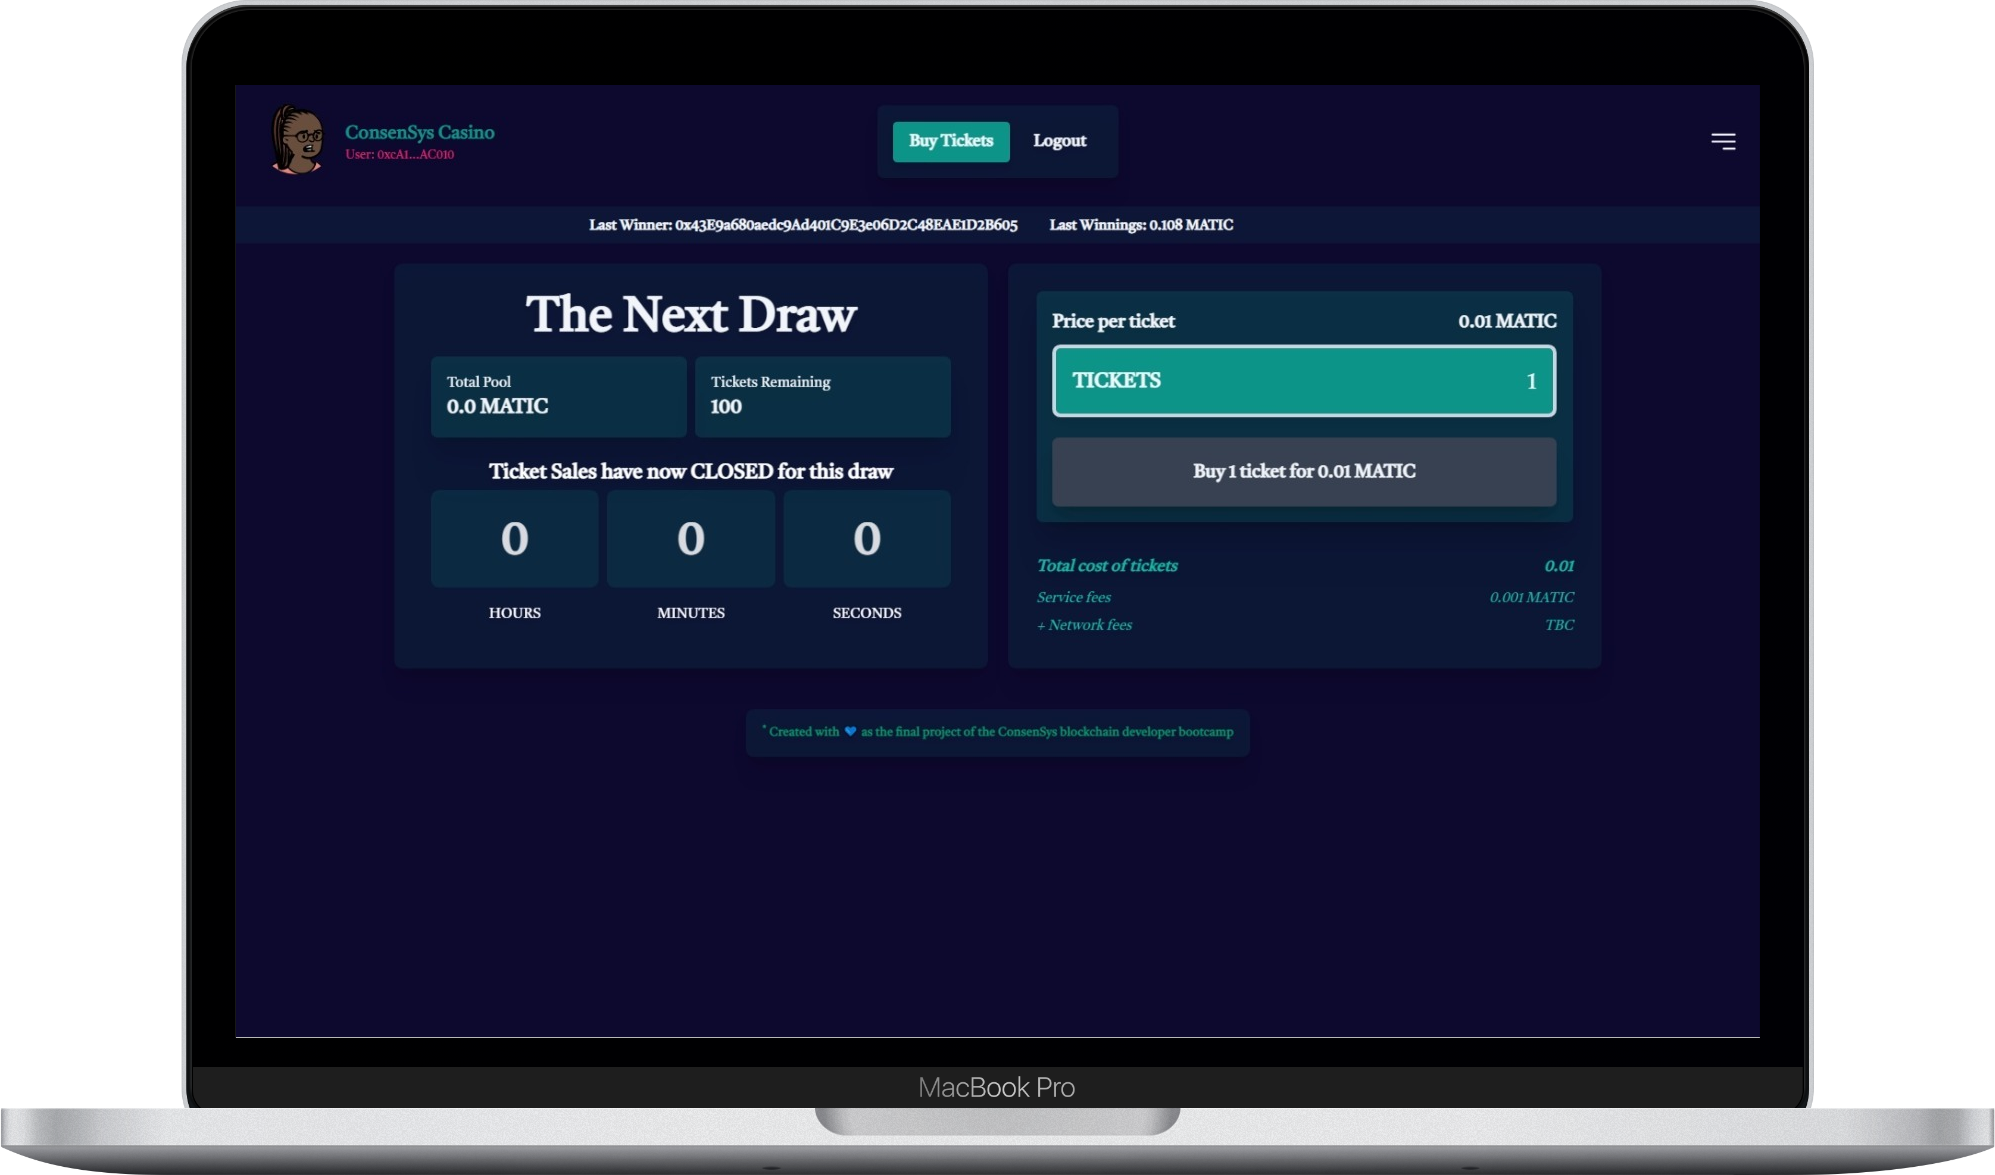 ConsenSys Casino
User: 0xcA1...AC010
Buy Tickets
Logout
Last Winner: 0x43E9a680aedc9Ad401C9E3e06D2C48EAE1D2B605
Last Winnings: 0.108 MATIC
The Next Draw
Total Pool
0.0 MATIC
Tickets Remaining
100
Ticket Sales have now CLOSED for this draw
0
0
0
HOURS
MINUTES
SECONDS
Price per ticket
0.01 MATIC
TICKETS
1
Buy 1 ticket for 0.01 MATIC
Total cost of tickets
0.01
Service fees
0.001 MATIC
+ Network fees
TBC
* Created with 💙 as the final project of the ConsenSys blockchain developer bootcamp
MacBook Pro